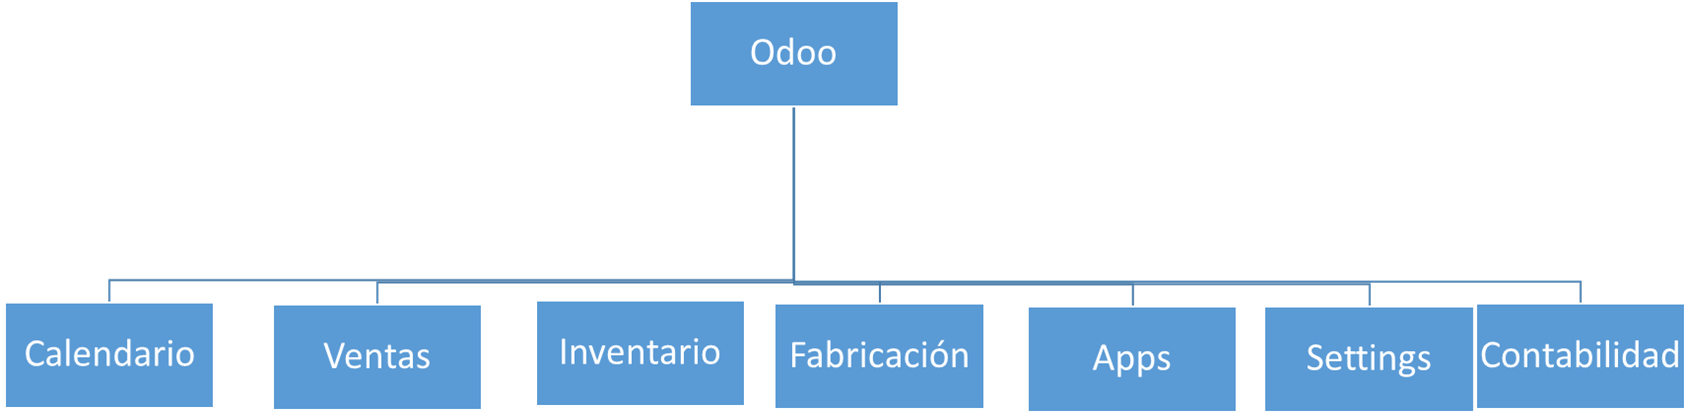 Odoo
Calendario
Ventas
Inventario
Fabricación
Apps
Settings
Contabilidad